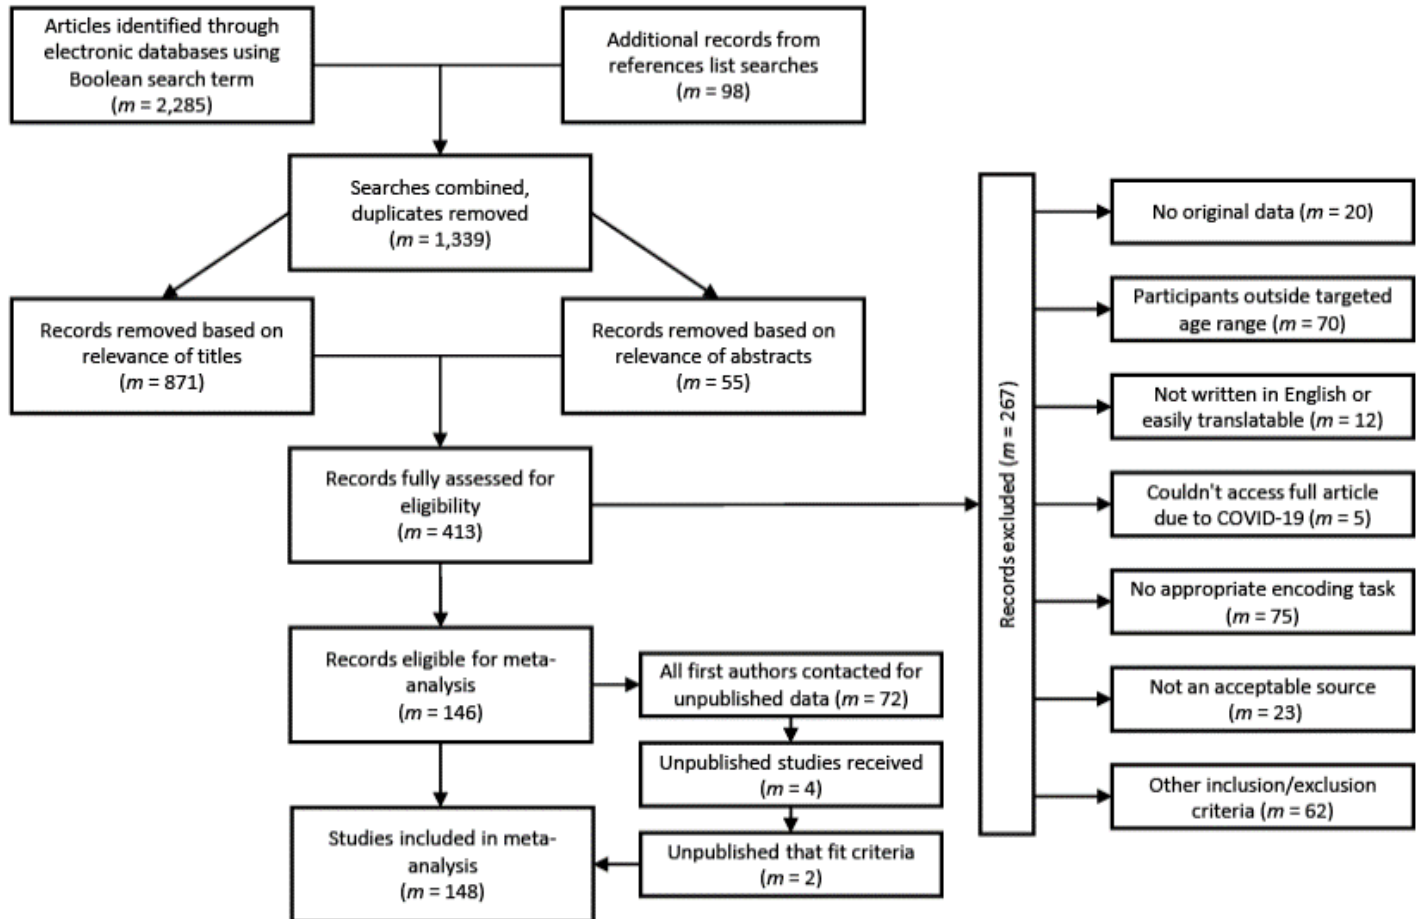 Articles identified through
electronic databases using
Boolean search term
(m = 2,285)
Additional records from
references list searches
(m = 98)
Searches combined,
duplicates removed
(m = 1,339)
Records removed based on
relevance of titles
(m = 871)
Records removed based on
relevance of abstracts
(m = 55)
Records fully assessed for
eligibility
(m = 413)
Records eligible for meta-
analysis
(m = 146)
All first authors contacted for
unpublished data (m = 72)
Unpublished studies received
(m = 4)
Unpublished that fit criteria
(m = 2)
Studies included in meta-
analysis
(m = 148)
Records excluded (m = 267)
No original data (m = 20)
Participants outside targeted
age range (m = 70)
Not written in English or
easily translatable (m = 12)
Couldn't access full article
due to COVID-19 (m = 5)
No appropriate encoding task
(m = 75)
Not an acceptable source
(m = 23)
Other inclusion/exclusion
criteria (m = 62)